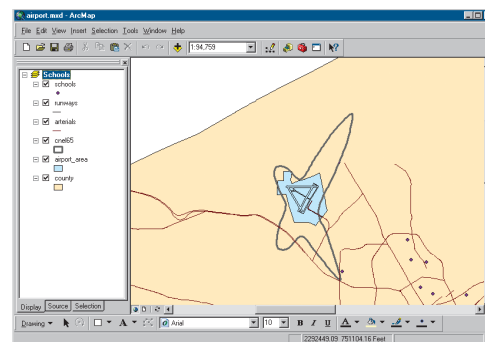 airport.mxd - ArcMap
File Edit View Insert Selection Tools Window Help
1:94,759
Schools
schools
runways
arterials
cnel65
airport_area
county
Display Source Selection
Drawing A Arial 10 B I U A
2292449.09 751104.16 Feet